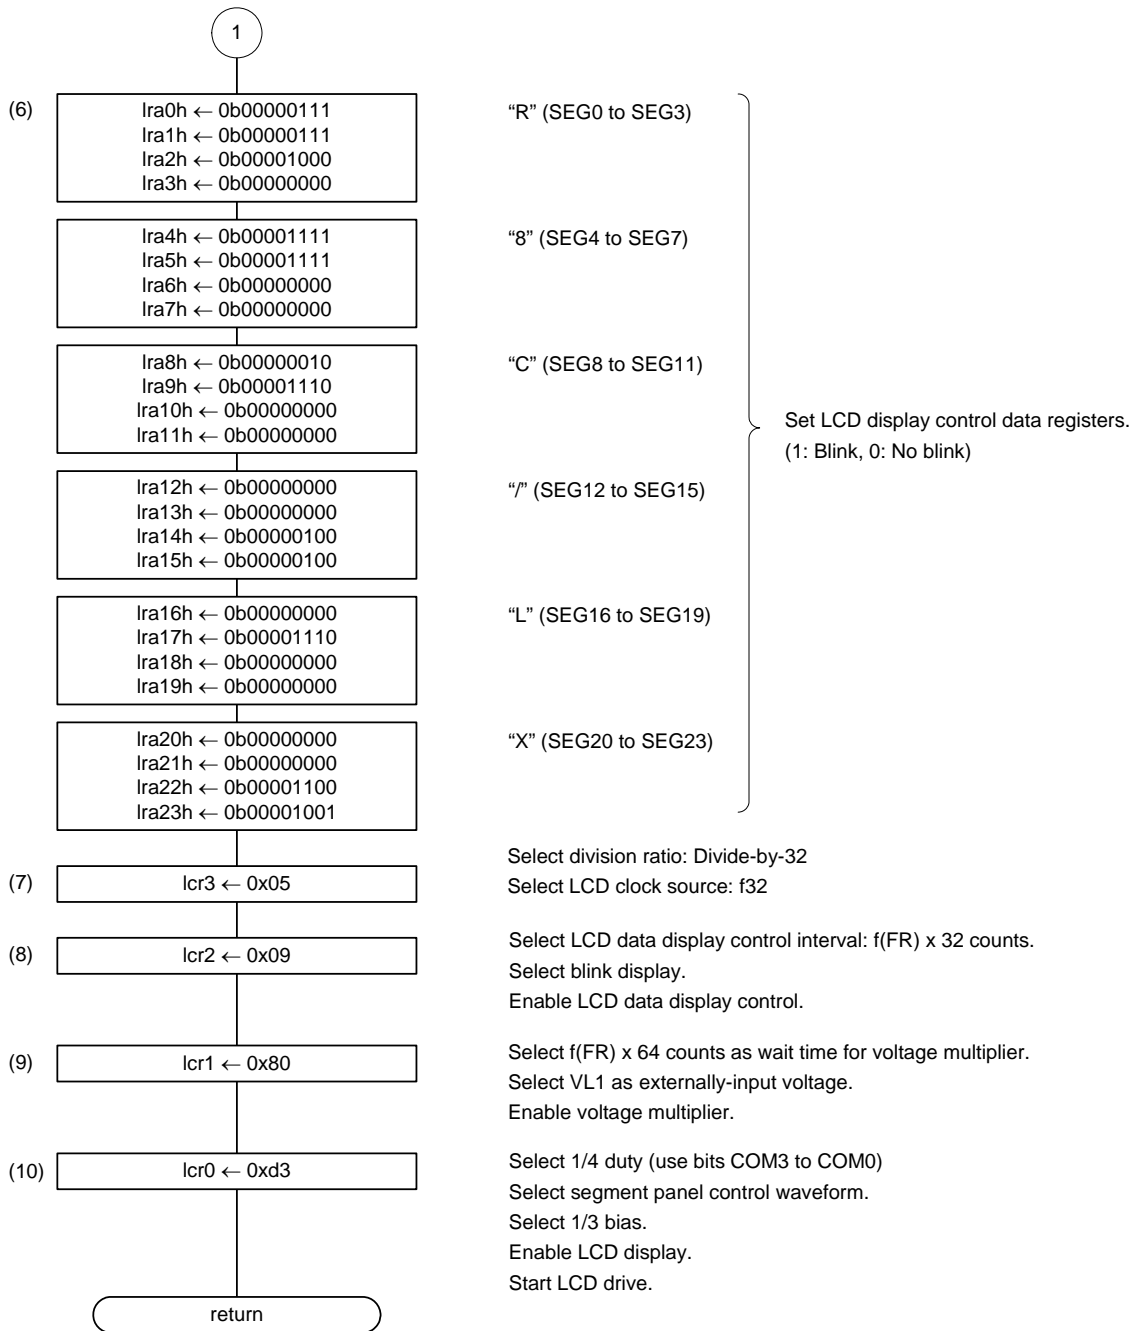 1
(6)
lra0h ← 0b00000111
lra1h ← 0b00000111
lra2h ← 0b00001000
lra3h ← 0b00000000
“R” (SEG0 to SEG3)
lra4h ← 0b00001111
lra5h ← 0b00001111
lra6h ← 0b00000000
lra7h ← 0b00000000
“8” (SEG4 to SEG7)
lra8h ← 0b00000010
lra9h ← 0b00001110
lra10h ← 0b00000000
lra11h ← 0b00000000
“C” (SEG8 to SEG11)
Set LCD display control data registers.
(1: Blink, 0: No blink)
lra12h ← 0b00000000
lra13h ← 0b00000000
lra14h ← 0b00000100
lra15h ← 0b00000100
“/” (SEG12 to SEG15)
lra16h ← 0b00000000
lra17h ← 0b00001110
lra18h ← 0b00000000
lra19h ← 0b00000000
“L” (SEG16 to SEG19)
lra20h ← 0b00000000
lra21h ← 0b00000000
lra22h ← 0b00001100
lra23h ← 0b00001001
“X” (SEG20 to SEG23)
(7)
lcr3 ← 0x05
Select division ratio: Divide-by-32
Select LCD clock source: f32
(8)
lcr2 ← 0x09
Select LCD data display control interval: f(FR) x 32 counts.
Select blink display.
Enable LCD data display control.
(9)
lcr1 ← 0x80
Select f(FR) x 64 counts as wait time for voltage multiplier.
Select VL1 as externally-input voltage.
Enable voltage multiplier.
(10)
lcr0 ← 0xd3
Select 1/4 duty (use bits COM3 to COM0)
Select segment panel control waveform.
Select 1/3 bias.
Enable LCD display.
Start LCD drive.
return